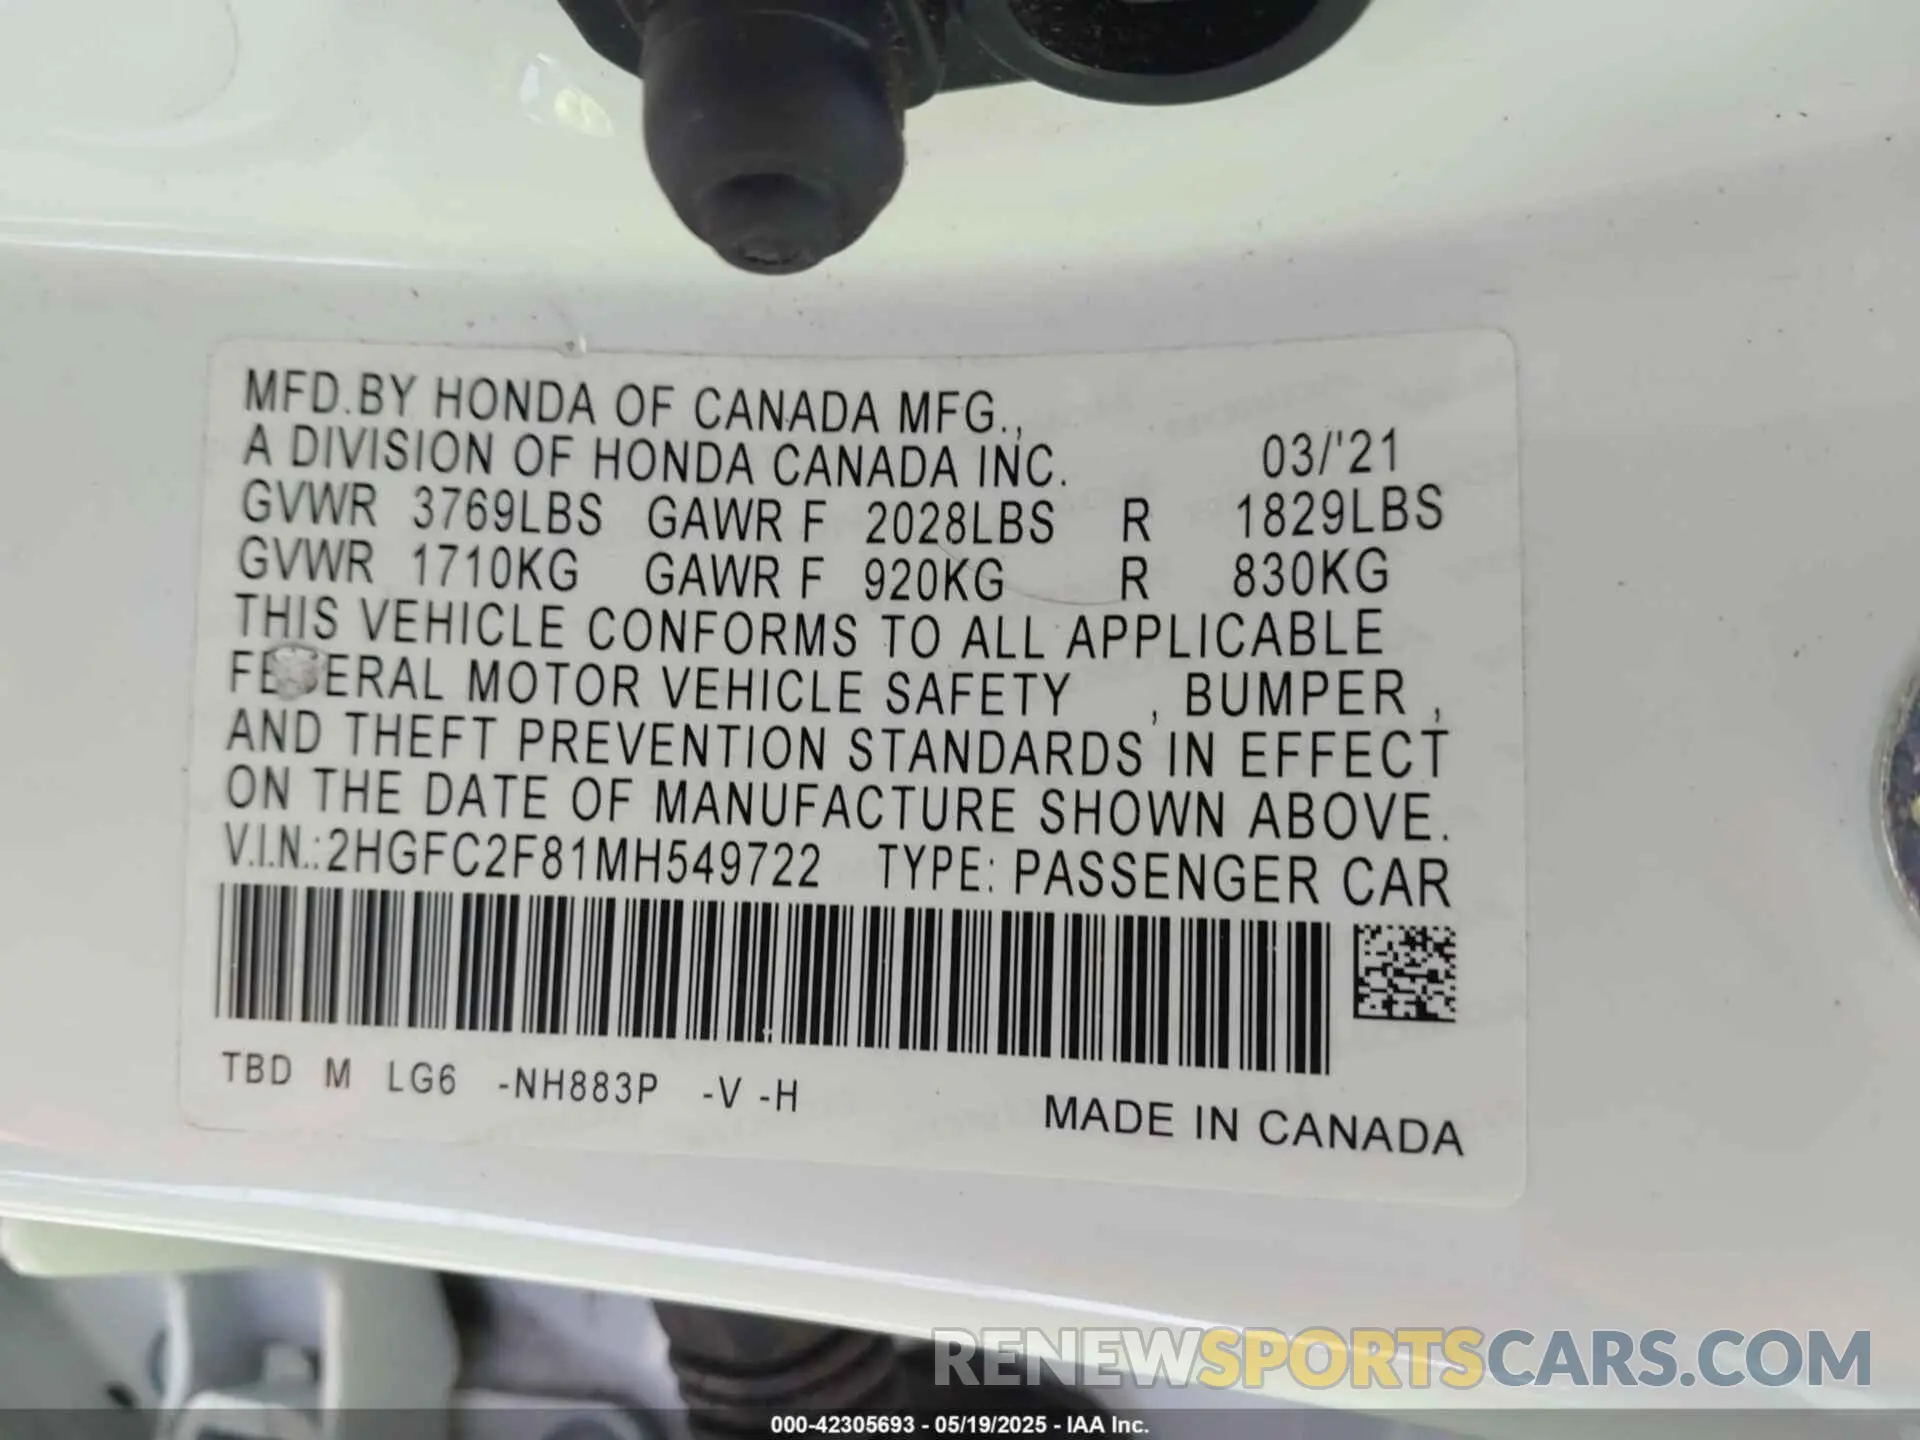 MFD.BY HONDA OF CANADA MFG.,
A DIVISION OF HONDA CANADA INC. 03/'21
GVWR 3769LBS GAWR F 2028LBS R 1829LBS
GVWR 1710KG GAWR F 920KG R 830KG
THIS VEHICLE CONFORMS TO ALL APPLICABLE
FEDERAL MOTOR VEHICLE SAFETY , BUMPER ,
AND THEFT PREVENTION STANDARDS IN EFFECT
ON THE DATE OF MANUFACTURE SHOWN ABOVE.
V.I.N.:2HGFC2F81MH549722 TYPE: PASSENGER CAR
TBD M LG6 -NH883P -V -H
MADE IN CANADA
RENEWSPORTSCARS.COM
000-42305693 - 05/19/2025 - IAA Inc.